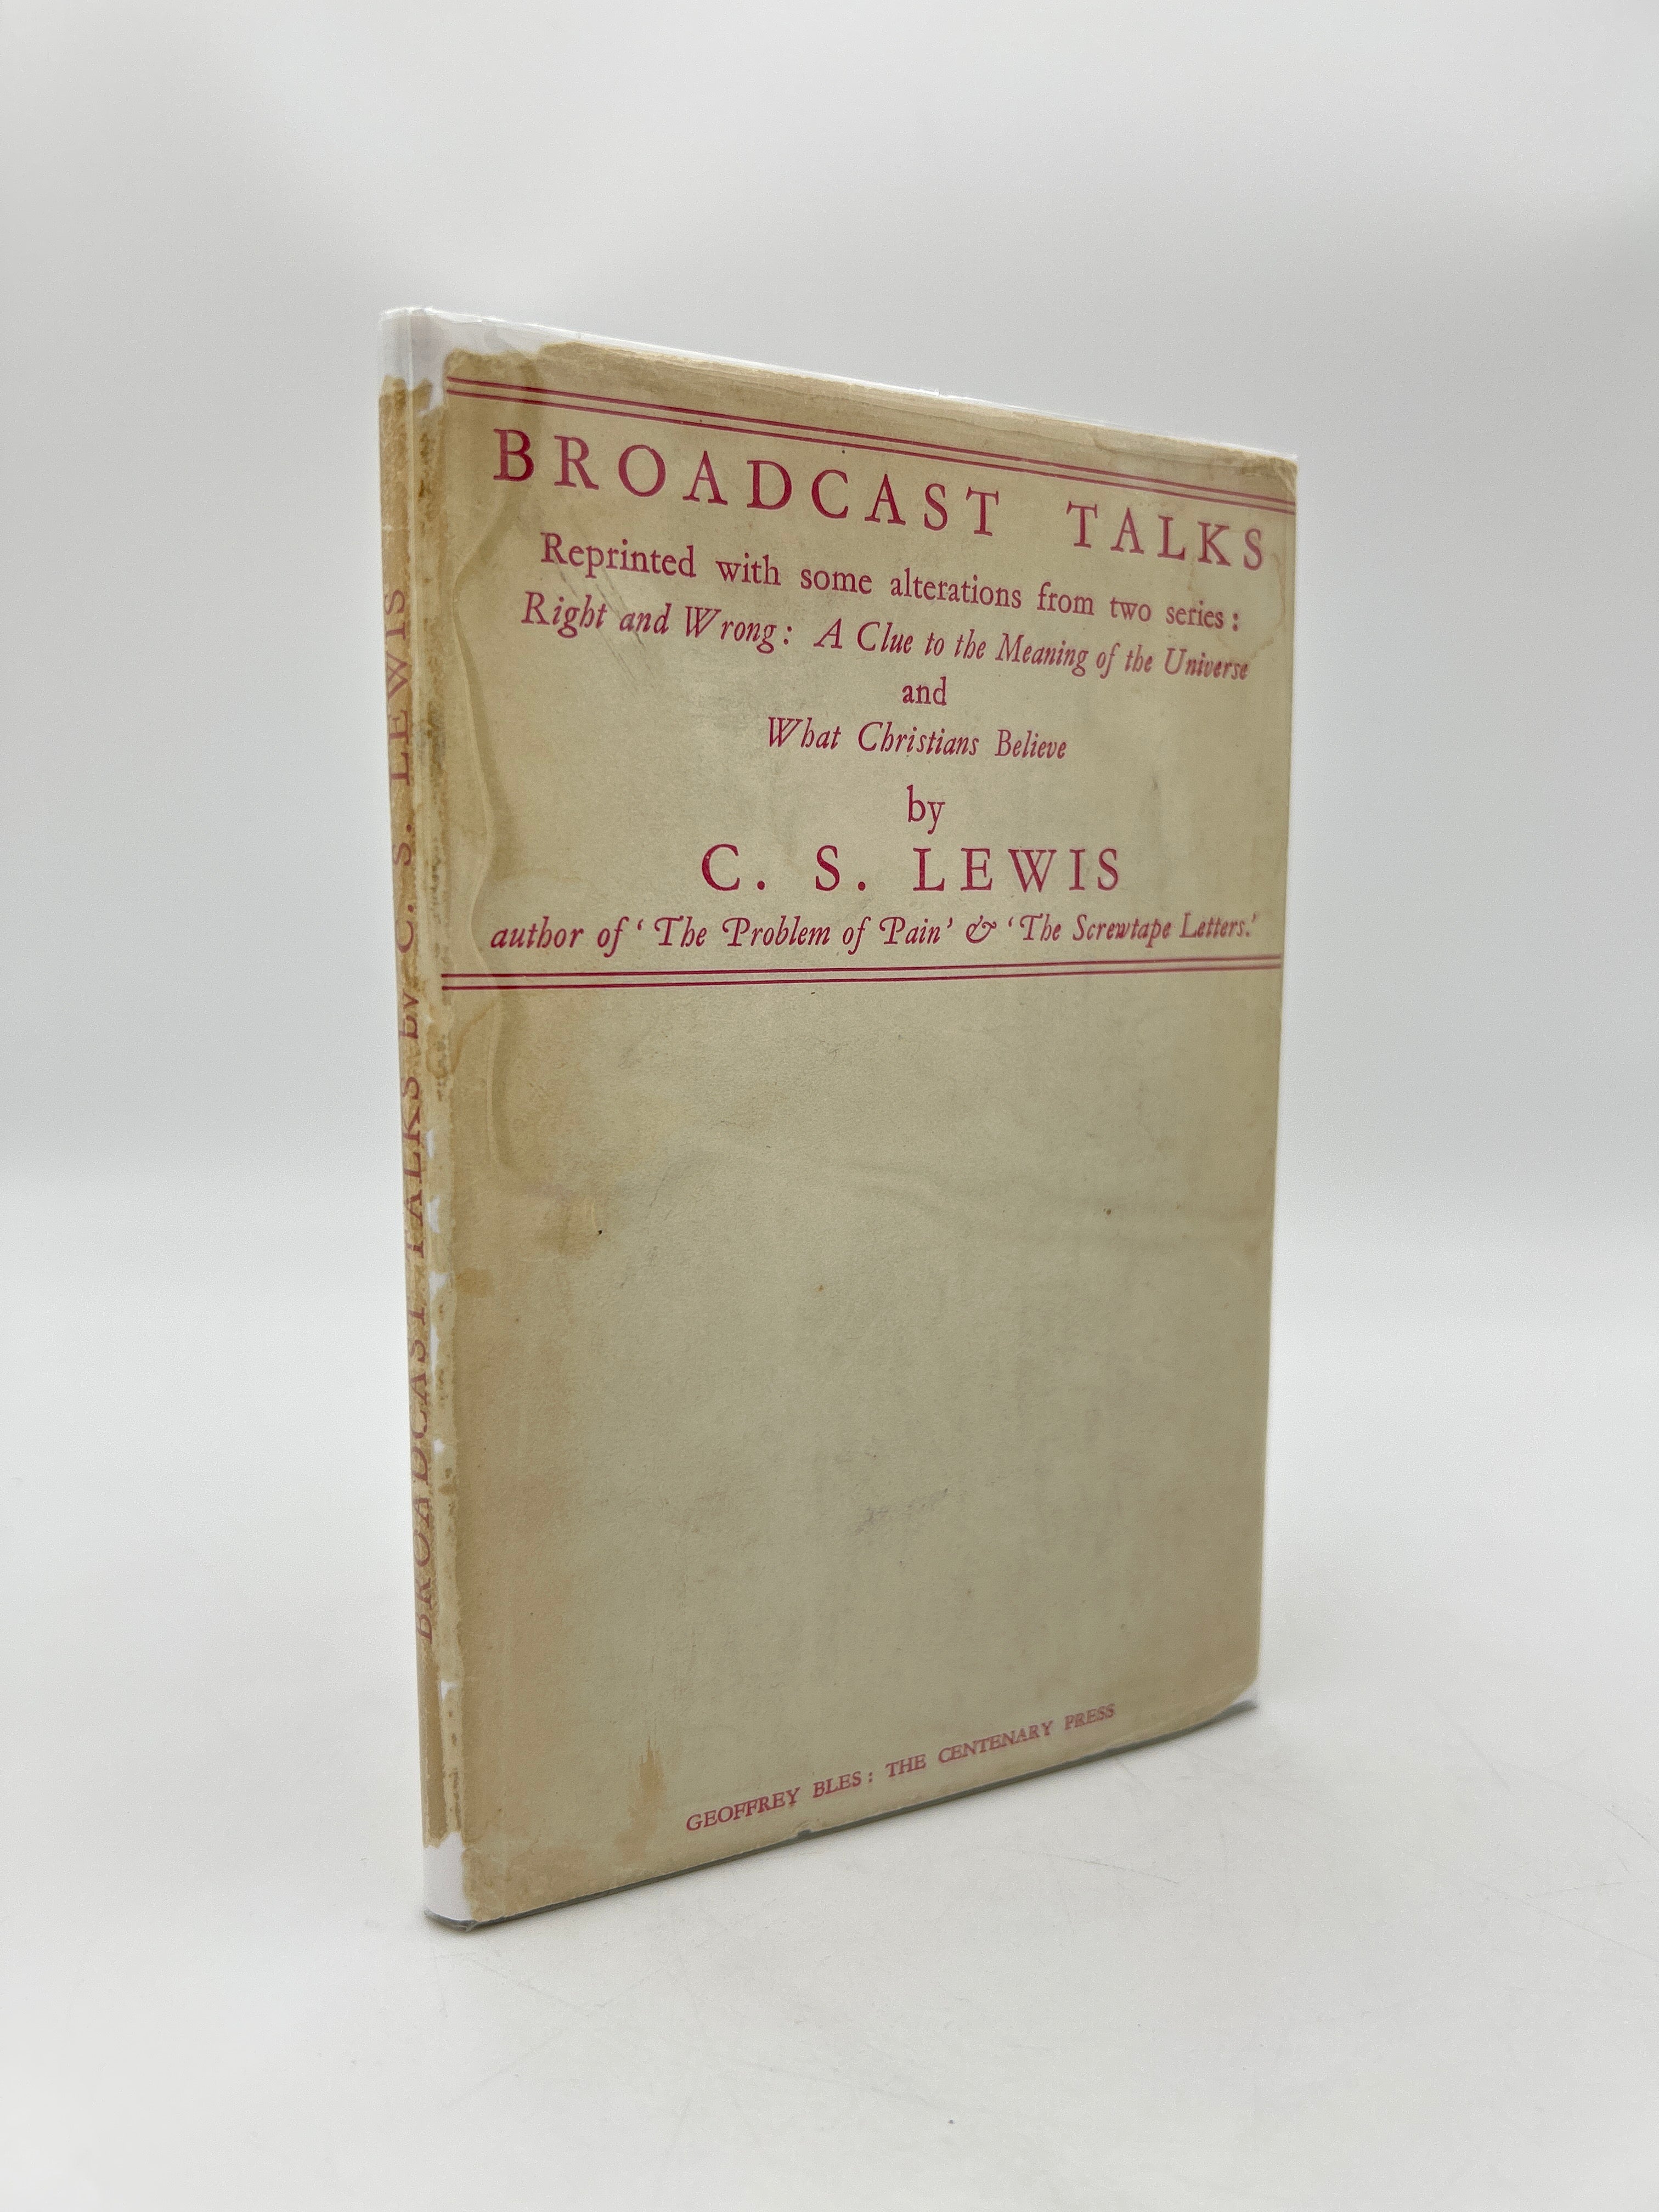 BROADCAST TALKS
Reprinted with some alterations from two series:
Right and Wrong: A Clue to the Meaning of the Universe
and
What Christians Believe
by
C. S. LEWIS
author of 'The Problem of Pain' & 'The Screwtape Letters.'
GEOFFREY BLES: THE CENTENARY PRESS
BROADCAST TALKS by C. S. LEWIS